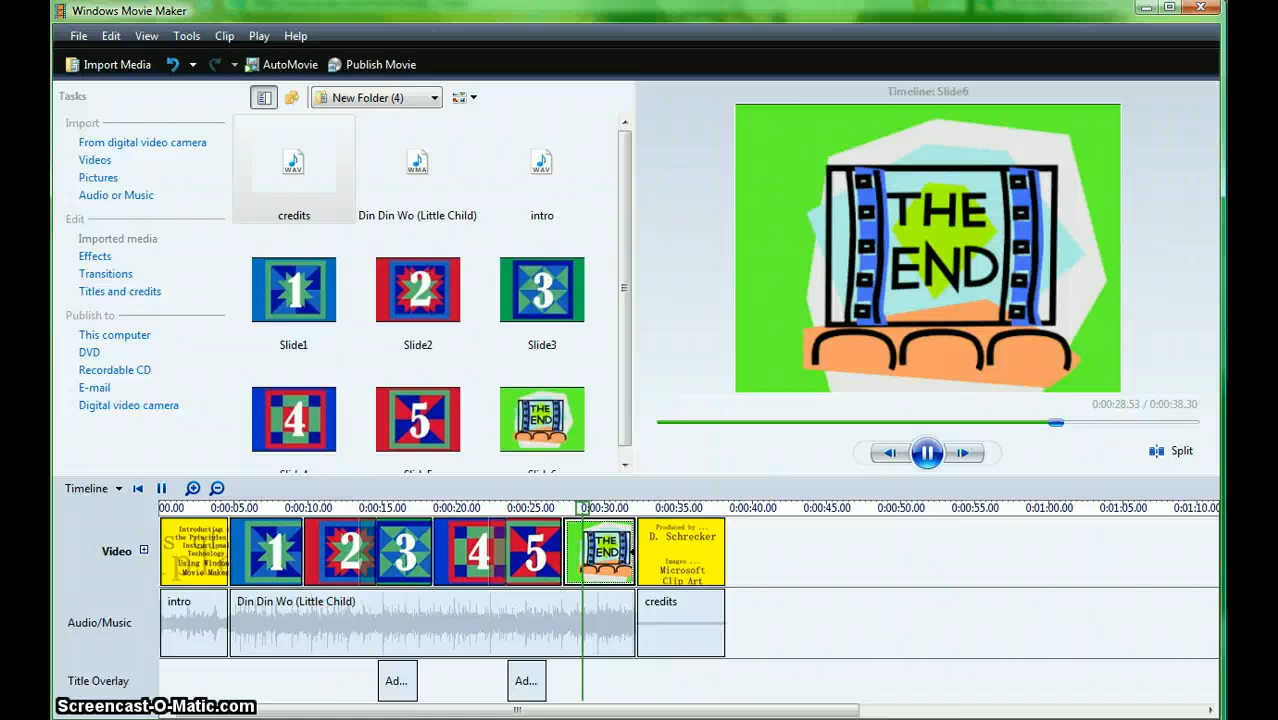 Windows Movie Maker
File Edit View Tools Clip Play Help
Import Media AutoMovie Publish Movie
Tasks
New Folder (4)
Import
From digital video camera
Videos
Pictures
Audio or Music
Edit
Imported media
Effects
Transitions
Titles and credits
Publish to
This computer
DVD
Recordable CD
E-mail
Digital video camera
WAV WMA WAV
credits Din Din Wo (Little Child) intro
1 2 3
Slide1 Slide2 Slide3
4 5 THE END
Timeline: Slide6
THE
END
0:00:28.53 / 0:00:38.30
Split
Timeline
00.00 0:00:05.00 0:00:10.00 0:00:15.00 0:00:20.00 0:00:25.00 0:00:30.00 0:00:35.00 0:00:40.00 0:00:45.00 0:00:50.00 0:00:55.00 0:01:00.00 0:01:05.00 0:01:10.00
Video
Introduction
the Principles
Instructional
Technology
Using Window
Movie Make
1 2 3 4 5
THE
END
Produced by ...
D. Schrecker
Images ...
Microsoft
Clip Art
Audio/Music
intro Din Din Wo (Little Child) credits
Title Overlay
Ad... Ad...
Screencast-O-Matic.com